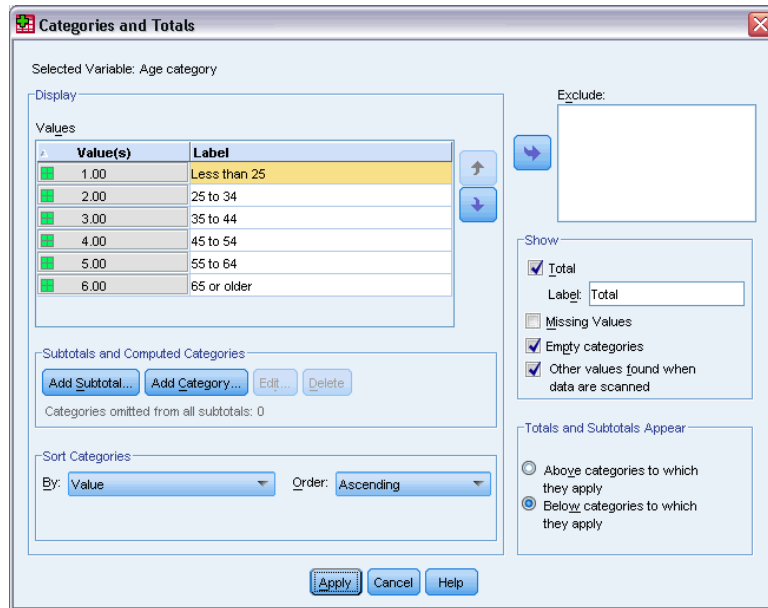 Categories and Totals
Selected Variable: Age category
Display
Values
Value(s) Label
1.00 Less than 25
2.00 25 to 34
3.00 35 to 44
4.00 45 to 54
5.00 55 to 64
6.00 65 or older
Subtotals and Computed Categories
Add Subtotal... Add Category... Edit... Delete
Categories omitted from all subtotals: 0
Sort Categories
By: Value Order: Ascending
Exclude:
Show
Total
Label: Total
Missing Values
Empty categories
Other values found when
data are scanned
Totals and Subtotals Appear
Above categories to which
they apply
Below categories to which
they apply
Apply Cancel Help